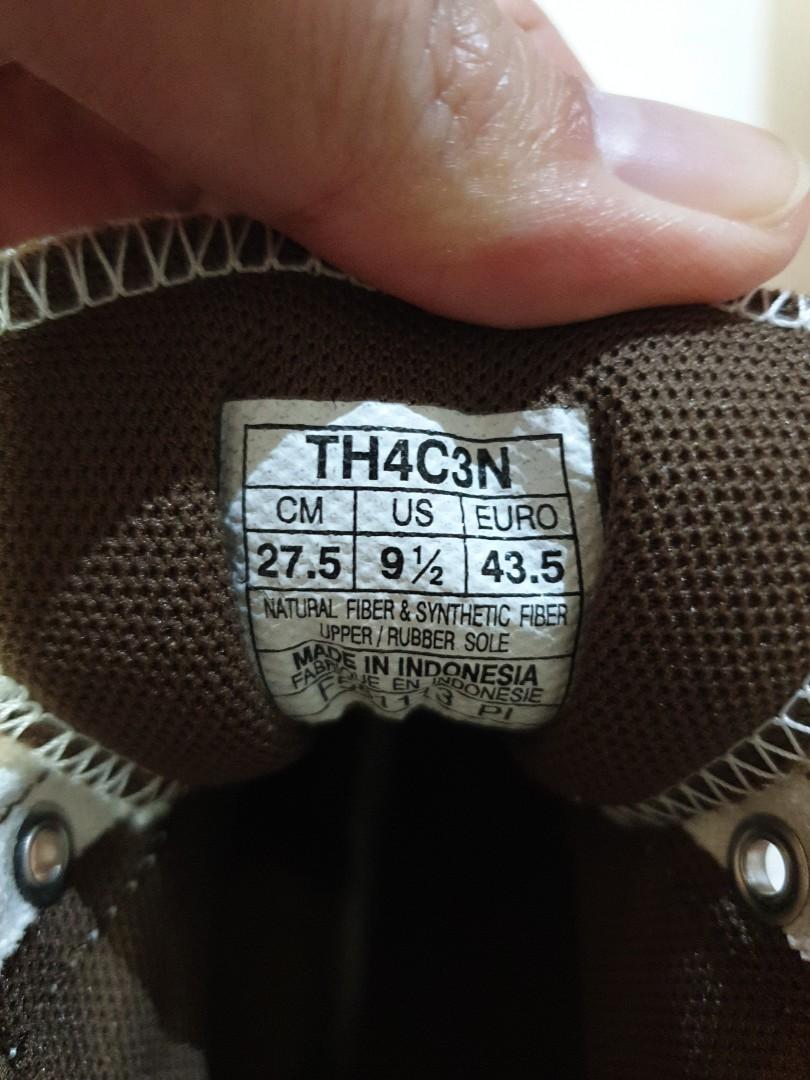 TH4C3N
CM US EURO
27.5 9½ 43.5
NATURAL FIBER & SYNTHETIC FIBER
UPPER / RUBBER SOLE
MADE IN INDONESIA
EN INDONESIE
PI